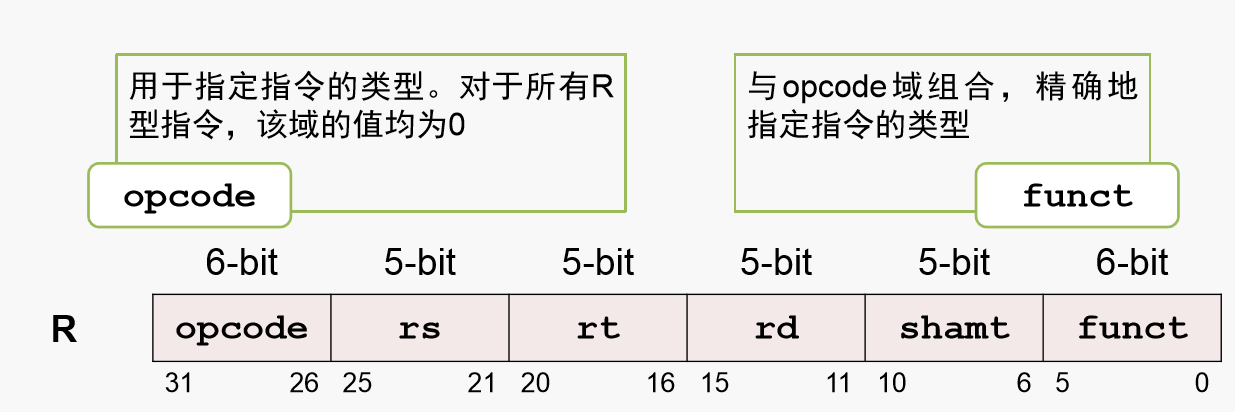 用于指定指令的类型。对于所有R
型指令，该域的值均为0
opcode
与opcode域组合，精确地
指定指令的类型
funct
6-bit 5-bit 5-bit 5-bit 5-bit 6-bit
R opcode rs rt rd shamt funct
31 26 25 21 20 16 15 11 10 6 5 0